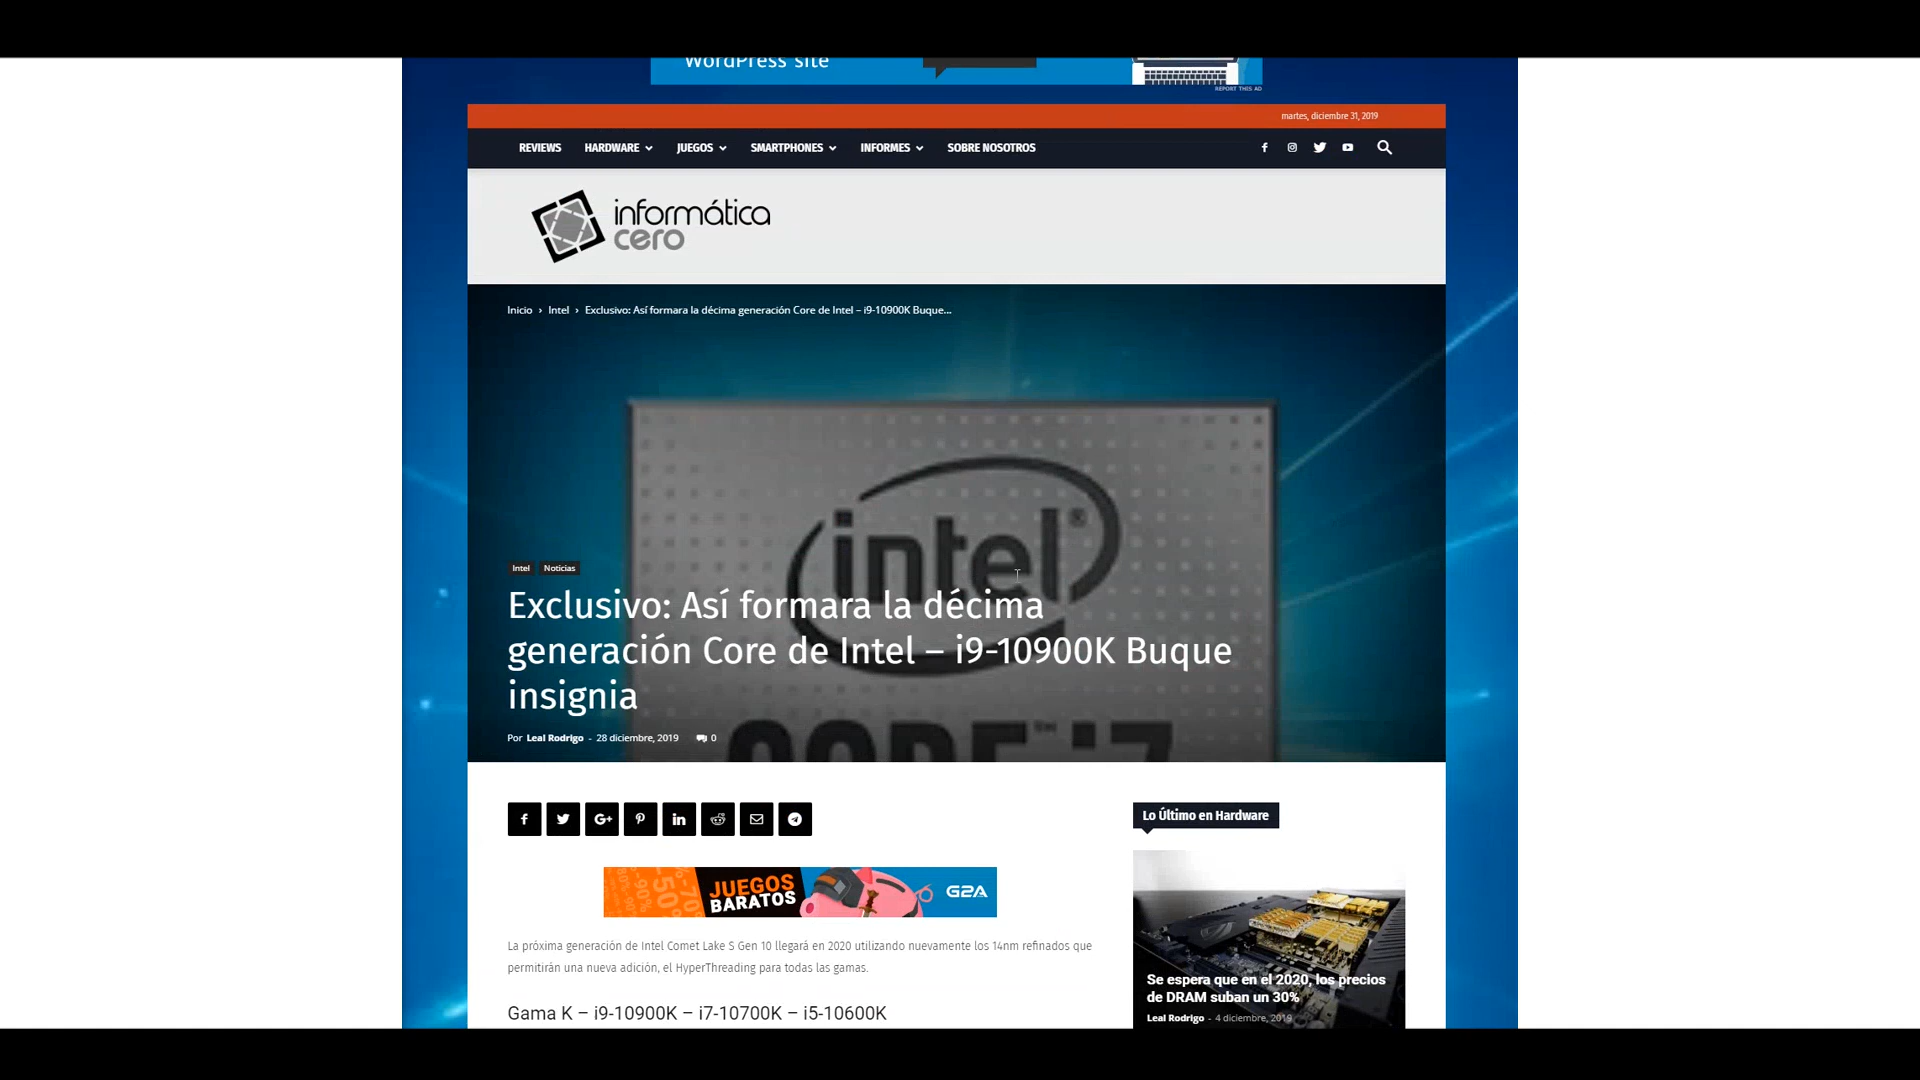 WordPress site
REPORT THIS AD
martes, diciembre 31, 2019
REVIEWS HARDWARE JUEGOS SMARTPHONES INFORMES SOBRE NOSOTROS
informática
cero
Inicio › Intel › Exclusivo: Así formara la décima generación Core de Intel – i9-10900K Buque...
intel®
Intel Noticias
Exclusivo: Así formara la décima
generación Core de Intel – i9-10900K Buque
insignia
CORE™ i7
Por Leal Rodrigo - 28 diciembre, 2019 0
Lo Último en Hardware
JUEGOS
BARATOS
G2A
-50%
-70%
-90%
La próxima generación de Intel Comet Lake S Gen 10 llegará en 2020 utilizando nuevamente los 14nm refinados que
permitirán una nueva adición, el HyperThreading para todas las gamas.
Se espera que en el 2020, los precios
de DRAM suban un 30%
Leal Rodrigo - 4 diciembre, 2019
Gama K – i9-10900K – i7-10700K – i5-10600K